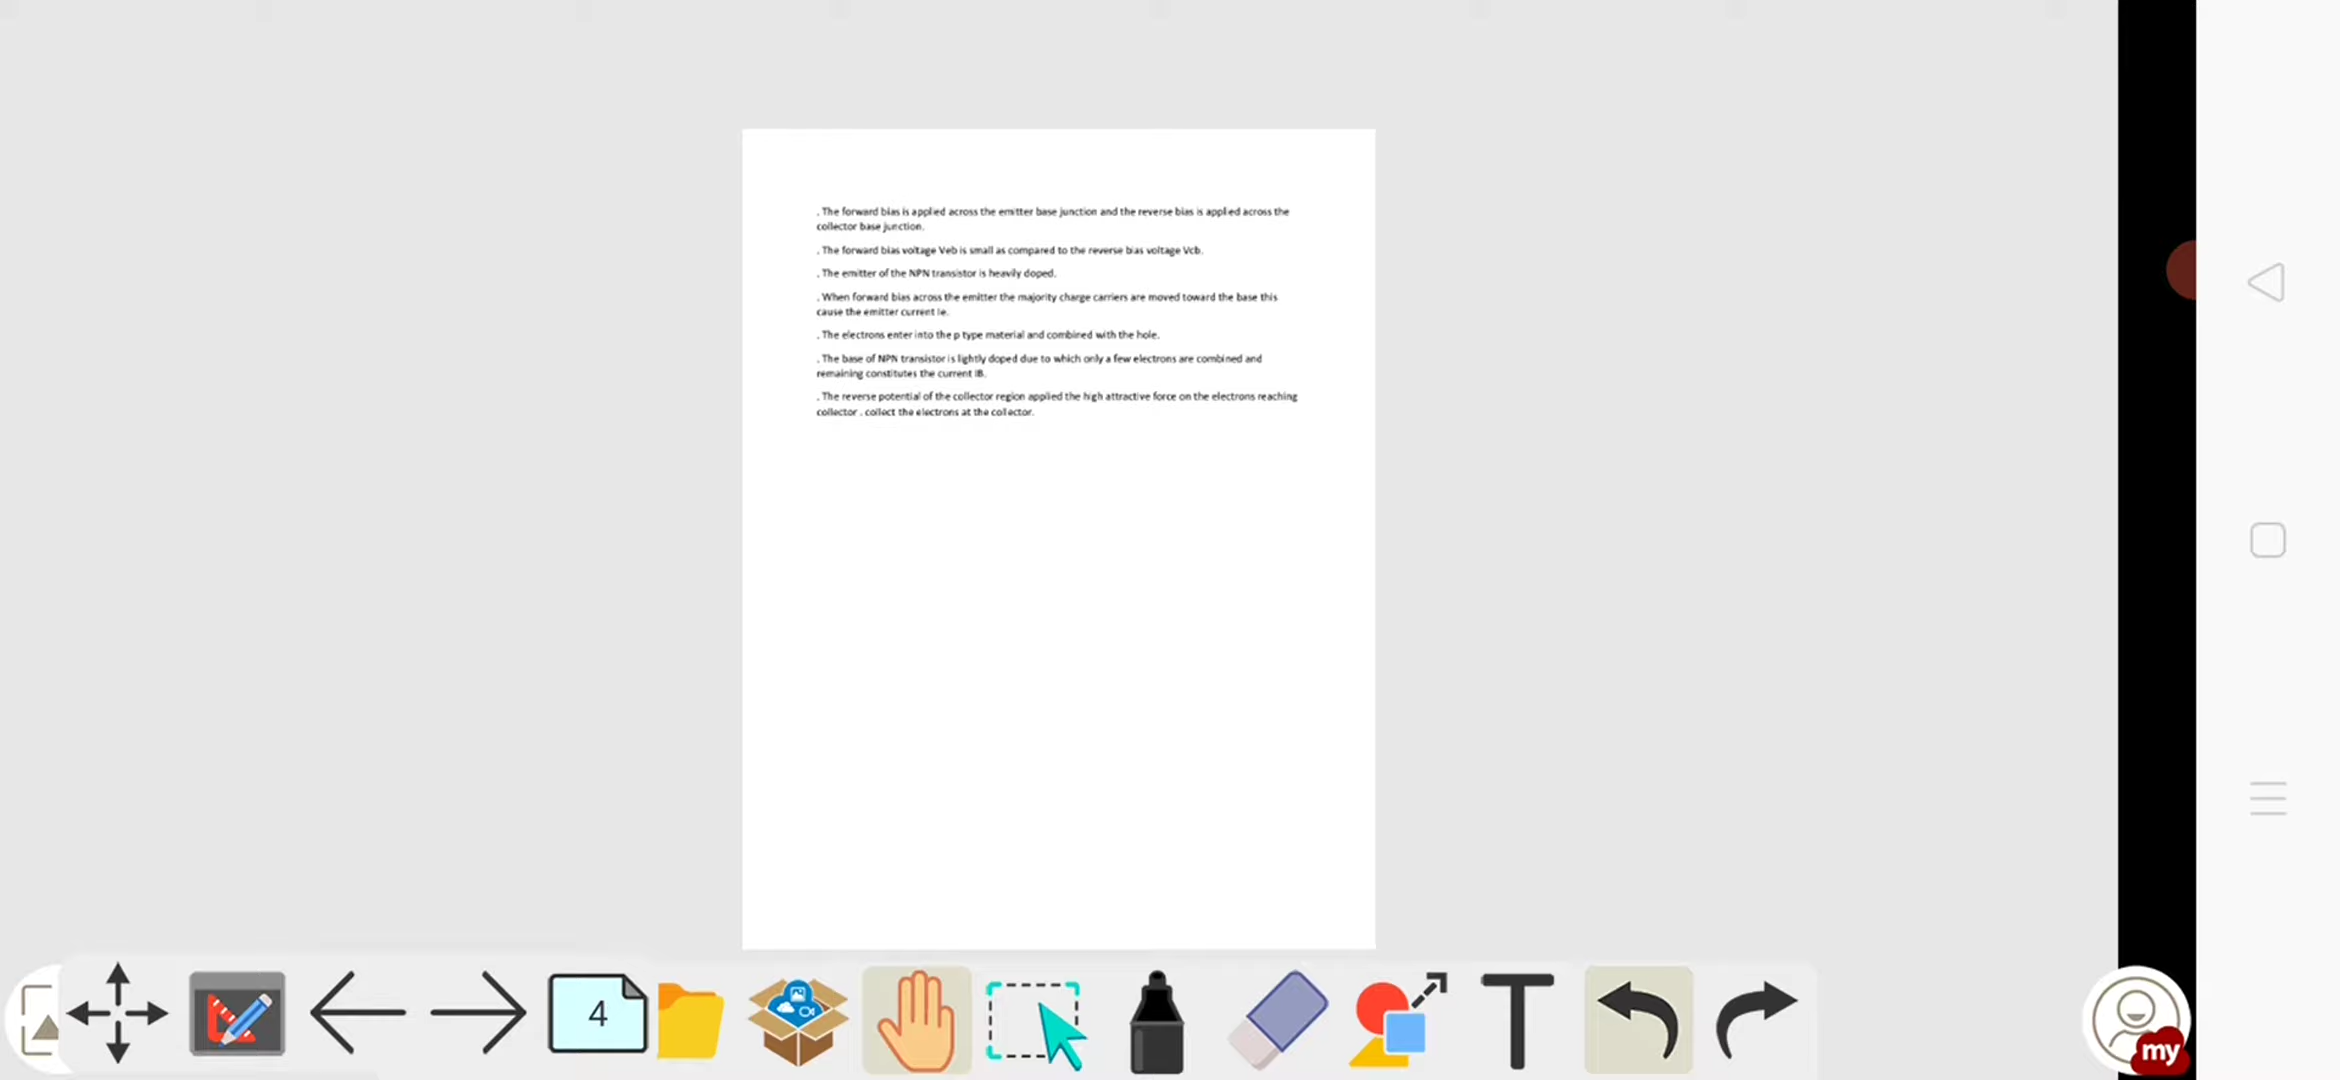 . The forward bias is applied across the emitter base junction and the reverse bias is applied across the
collector base junction.
. The forward bias voltage Veb is small as compared to the reverse bias voltage Vcb.
. The emitter of the NPN transistor is heavily doped.
. When forward bias across the emitter the majority charge carriers are moved toward the base this
cause the emitter current Ie.
. The electrons enter into the p type material and combined with the hole.
. The base of NPN transistor is lightly doped due to which only a few electrons are combined and
remaining constitutes the current IB.
. The reverse potential of the collector region applied the high attractive force on the electrons reaching
collector . collect the electrons at the collector.
4
T
my